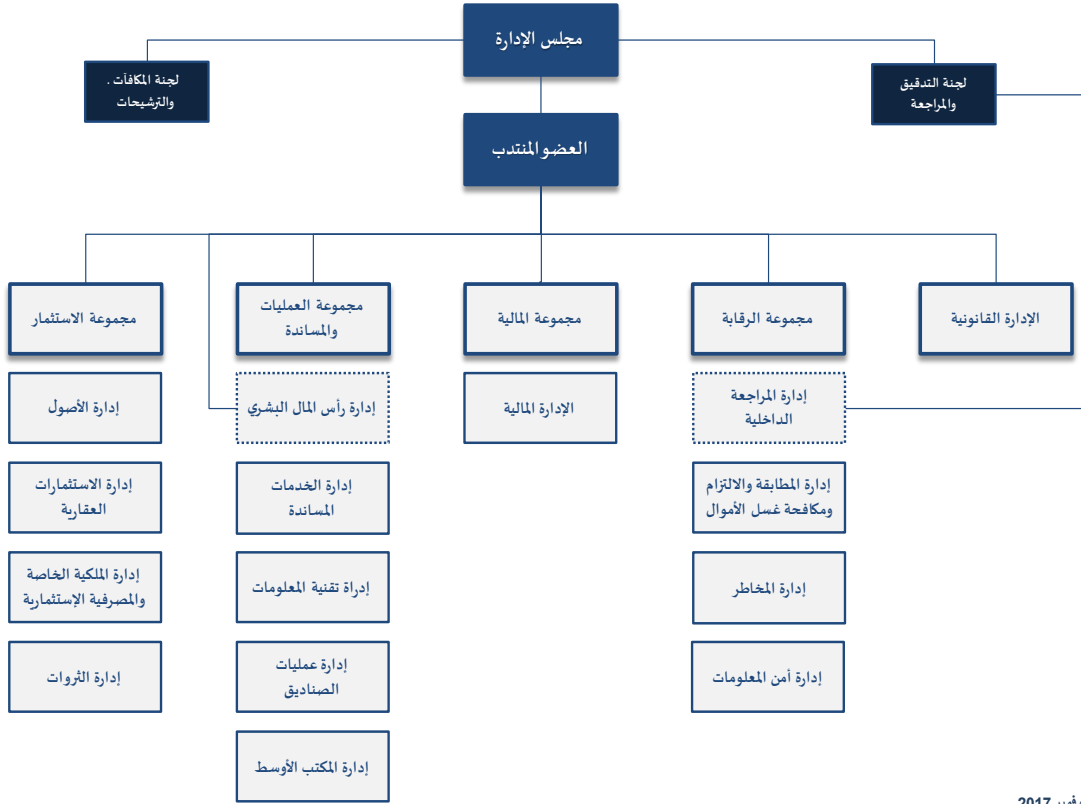 مجلس الإدارة
لجنة التدقيق
والمراجعة
لجنة المكافآت .
والترشيحات
العضو المنتدب
الإدارة القانونية
مجموعة الرقابة
مجموعة المالية
مجموعة العمليات
والمساندة
مجموعة الاستثمار
إدارة المراجعة
الداخلية
الإدارة المالية
إدارة رأس المال البشري
إدارة الأصول
إدارة المطابقة والالتزام
ومكافحة غسل الأموال
إدارة الخدمات
المساندة
إدارة الاستثمارات
العقارية
إدارة المخاطر
إدراة تقنية المعلومات
إدارة الملكية الخاصة
والمصرفية الإستثمارية
إدارة أمن المعلومات
إدارة عمليات
الصناديق
إدارة الثروات
إدارة المكتب الأوسط
2017